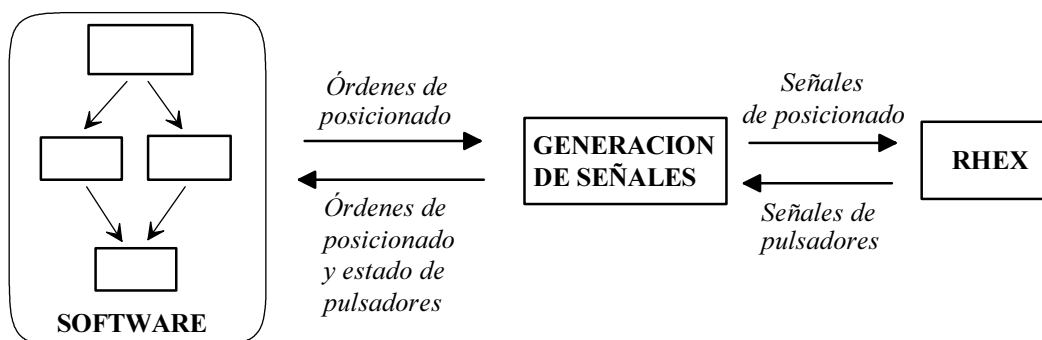 SOFTWARE
Órdenes de
posicionado
Órdenes de
posicionado
y estado de
pulsadores
GENERACION
DE SEÑALES
Señales
de posicionado
Señales de
pulsadores
RHEX